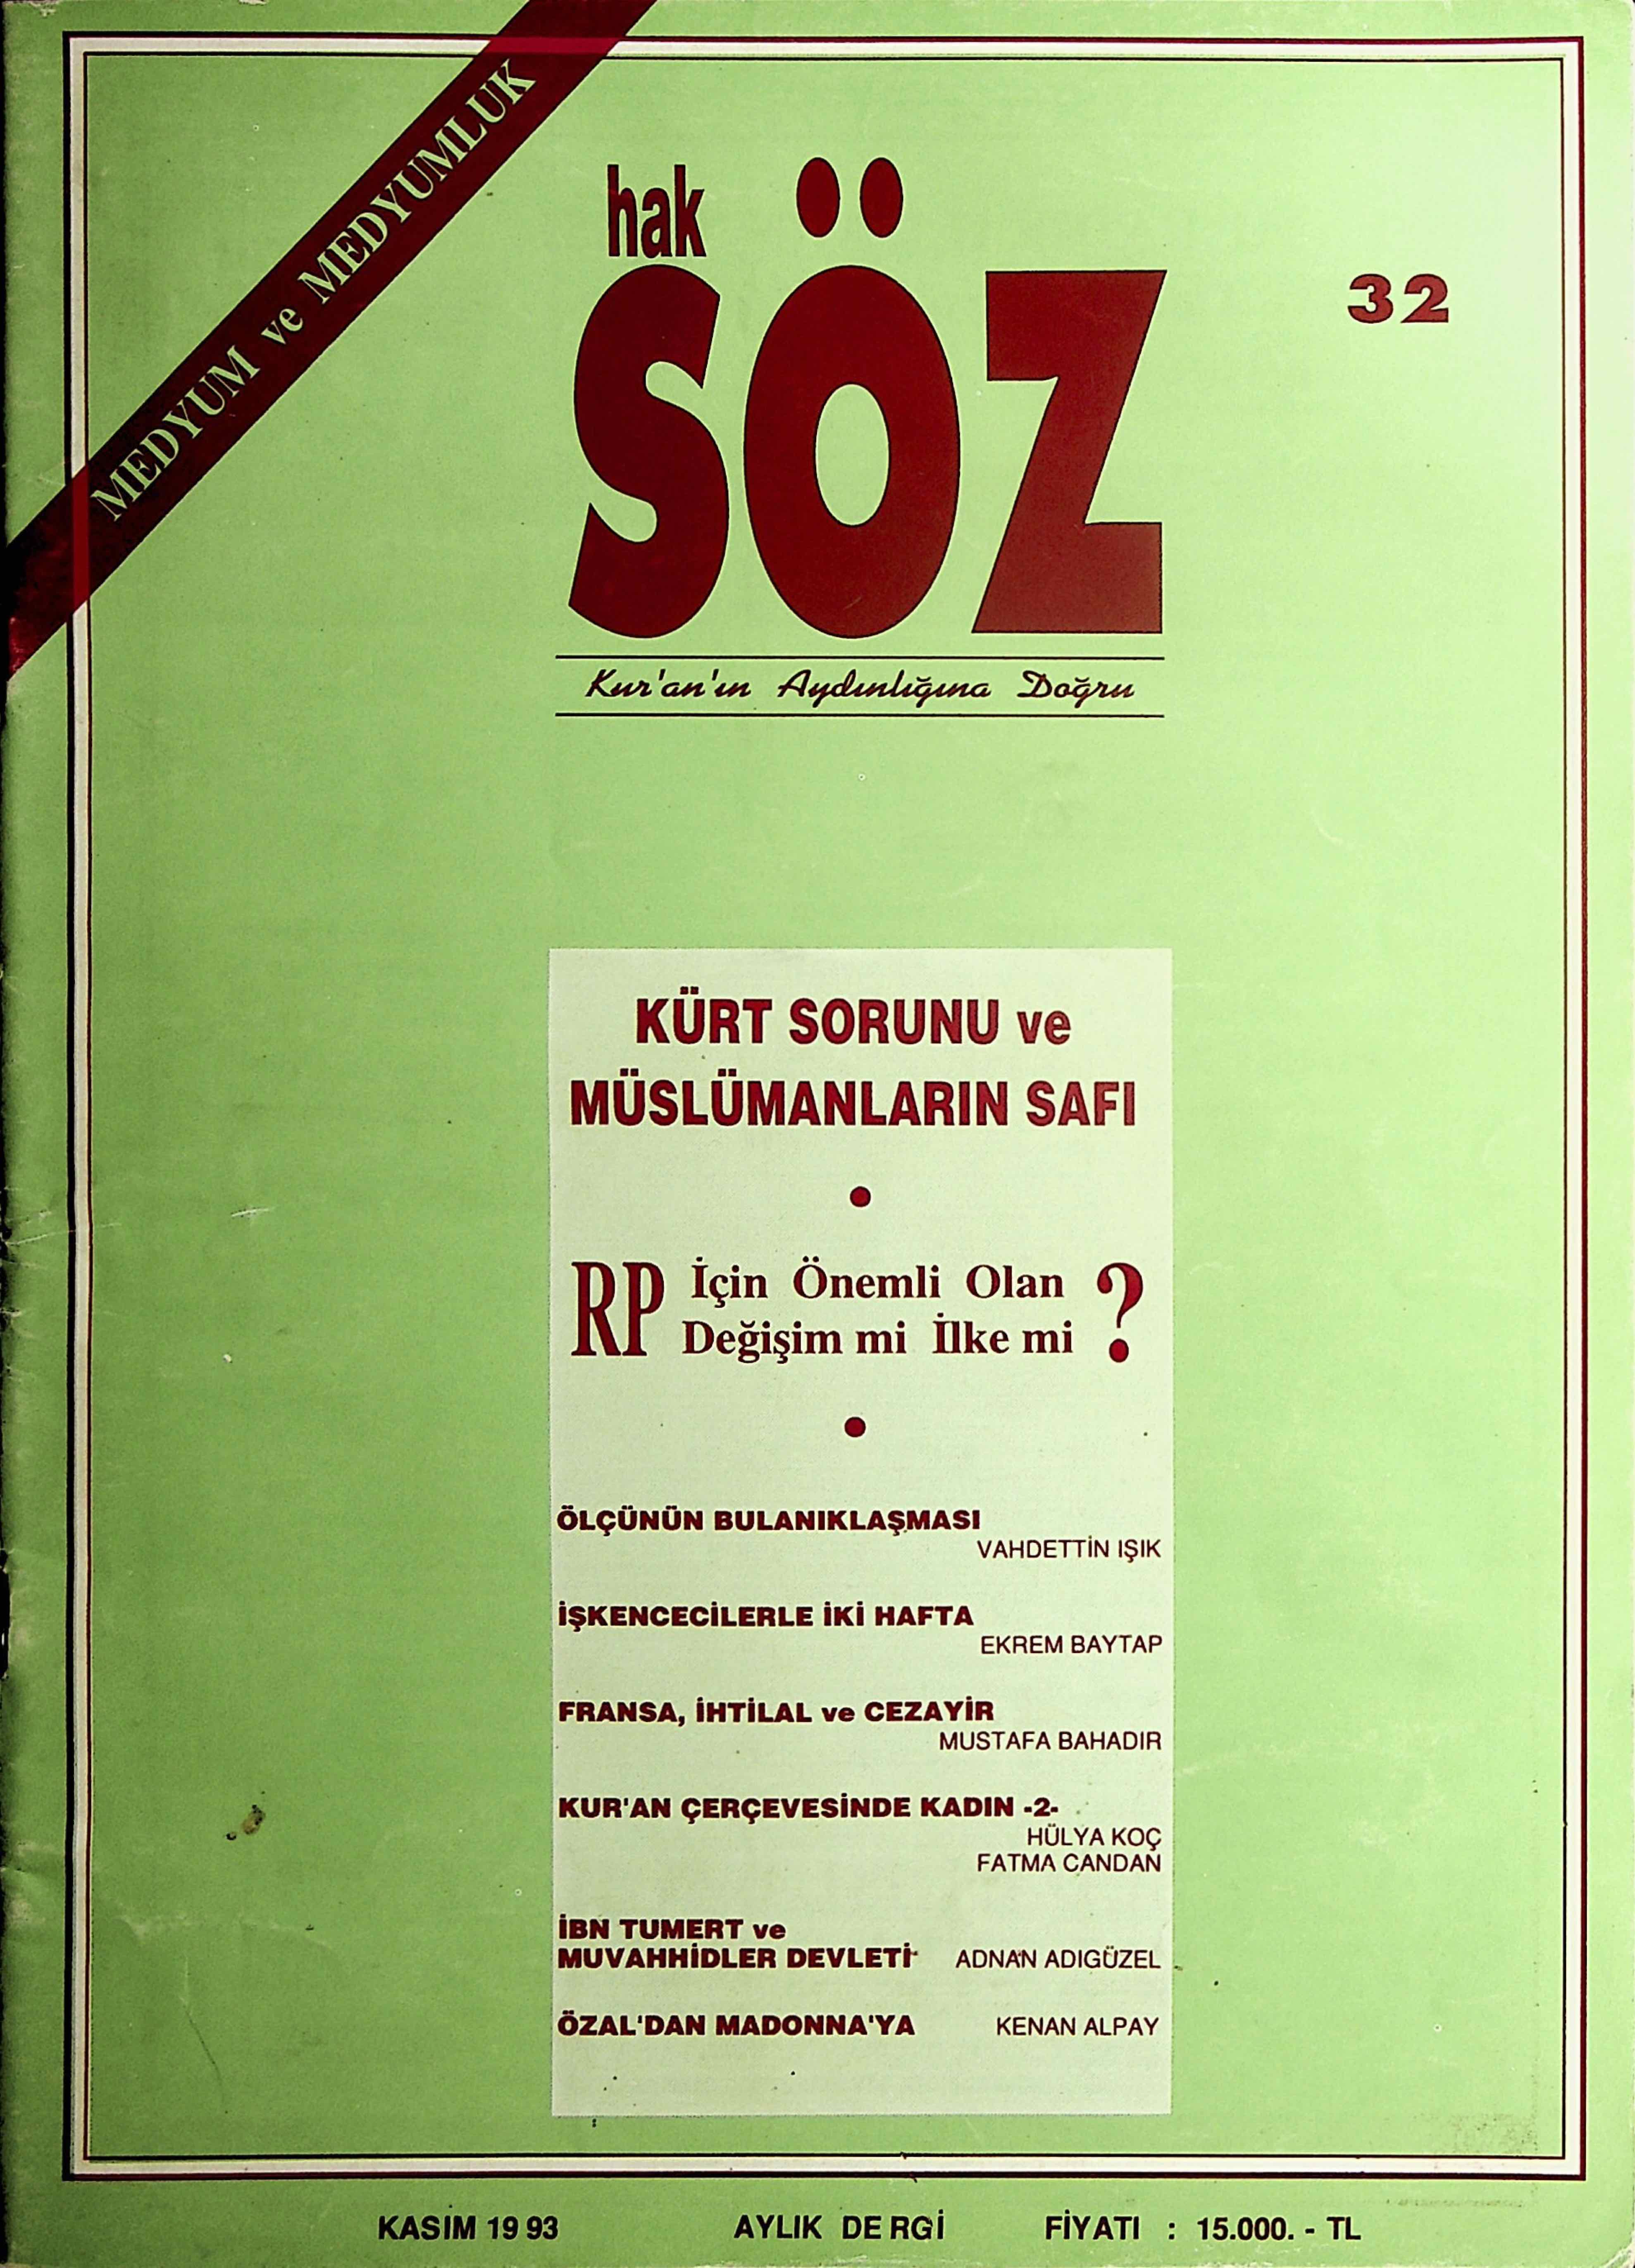 MEDYUM ve MEDYUMLUK
hak
SÖZ
32
Kur'an'ın Aydınlığına Doğru
KÜRT SORUNU ve
MÜSLÜMANLARIN SAFI
RP İçin Önemli Olan
Değişim mi İlke mi ?
ÖLÇÜNÜN BULANIKLAŞMASI
VAHDETTİN IŞIK
İŞKENCECİLERLE İKİ HAFTA
EKREM BAYTAP
FRANSA, İHTİLAL ve CEZAYİR
MUSTAFA BAHADIR
KUR'AN ÇERÇEVESİNDE KADIN -2-
HÜLYA KOÇ
FATMA CANDAN
İBN TUMERT ve
MUVAHHİDLER DEVLETİ ADNAN ADIGÜZEL
ÖZAL'DAN MADONNA'YA KENAN ALPAY
KASIM 1993 AYLIK DERGİ FİYATI : 15.000. - TL